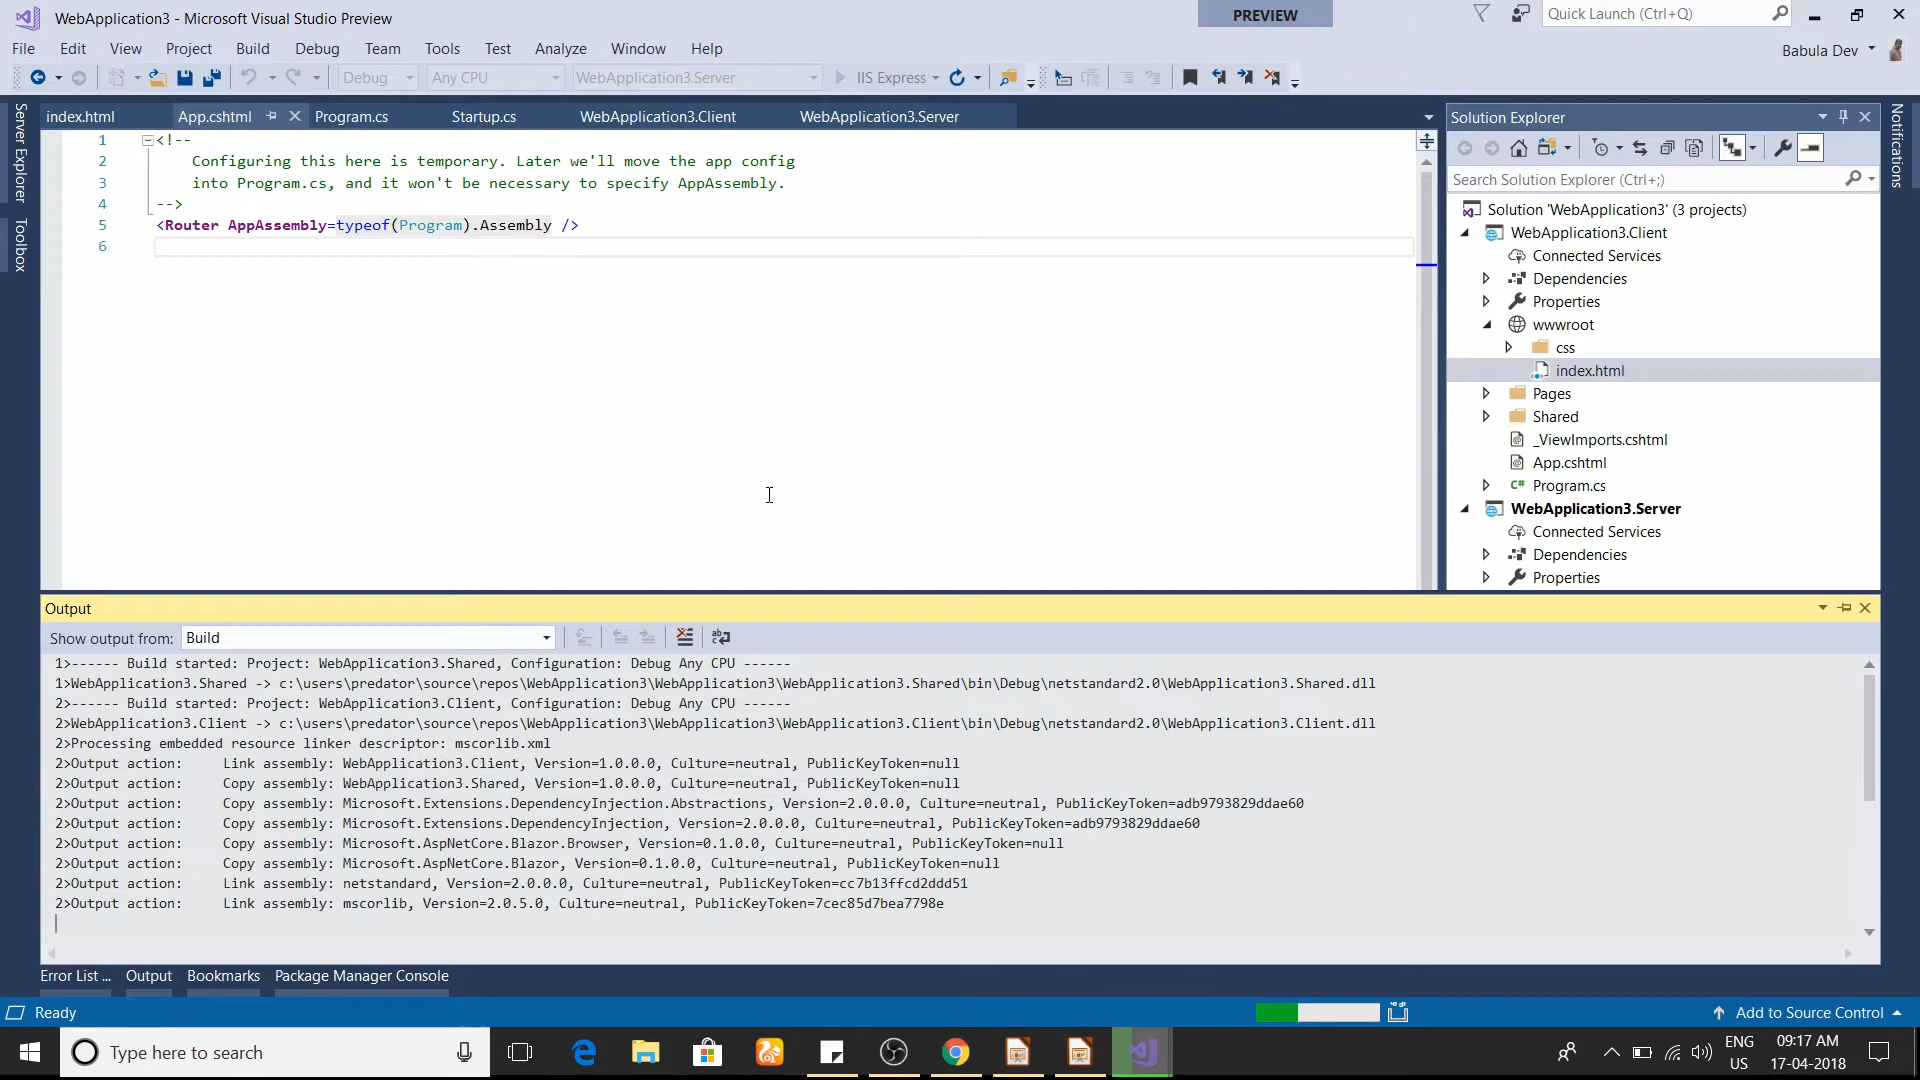 WebApplication3 - Microsoft Visual Studio Preview
PREVIEW
Quick Launch (Ctrl+Q)
File Edit View Project Build Debug Team Tools Test Analyze Window Help
Babula Dev
Debug Any CPU WebApplication3.Server IIS Express
Server Explorer
Toolbox
index.html App.cshtml Program.cs Startup.cs WebApplication3.Client WebApplication3.Server
1 <!--
2 Configuring this here is temporary. Later we'll move the app config
3 into Program.cs, and it won't be necessary to specify AppAssembly.
4 -->
5 <Router AppAssembly=typeof(Program).Assembly />
6
Solution Explorer
Search Solution Explorer (Ctrl+;)
Solution 'WebApplication3' (3 projects)
WebApplication3.Client
Connected Services
Dependencies
Properties
wwwroot
css
index.html
Pages
Shared
_ViewImports.cshtml
App.cshtml
C# Program.cs
WebApplication3.Server
Connected Services
Dependencies
Properties
Notifications
Output
Show output from: Build
1>------ Build started: Project: WebApplication3.Shared, Configuration: Debug Any CPU ------
1>WebApplication3.Shared -> c:\users\predator\source\repos\WebApplication3\WebApplication3\WebApplication3.Shared\bin\Debug\netstandard2.0\WebApplication3.Shared.dll
2>------ Build started: Project: WebApplication3.Client, Configuration: Debug Any CPU ------
2>WebApplication3.Client -> c:\users\predator\source\repos\WebApplication3\WebApplication3\WebApplication3.Client\bin\Debug\netstandard2.0\WebApplication3.Client.dll
2>Processing embedded resource linker descriptor: mscorlib.xml
2>Output action: Link assembly: WebApplication3.Client, Version=1.0.0.0, Culture=neutral, PublicKeyToken=null
2>Output action: Copy assembly: WebApplication3.Shared, Version=1.0.0.0, Culture=neutral, PublicKeyToken=null
2>Output action: Copy assembly: Microsoft.Extensions.DependencyInjection.Abstractions, Version=2.0.0.0, Culture=neutral, PublicKeyToken=adb9793829ddae60
2>Output action: Copy assembly: Microsoft.Extensions.DependencyInjection, Version=2.0.0.0, Culture=neutral, PublicKeyToken=adb9793829ddae60
2>Output action: Copy assembly: Microsoft.AspNetCore.Blazor.Browser, Version=0.1.0.0, Culture=neutral, PublicKeyToken=null
2>Output action: Copy assembly: Microsoft.AspNetCore.Blazor, Version=0.1.0.0, Culture=neutral, PublicKeyToken=null
2>Output action: Link assembly: netstandard, Version=2.0.0.0, Culture=neutral, PublicKeyToken=cc7b13ffcd2ddd51
2>Output action: Link assembly: mscorlib, Version=2.0.5.0, Culture=neutral, PublicKeyToken=7cec85d7bea7798e
Error List ... Output Bookmarks Package Manager Console
Ready
Add to Source Control
Type here to search
ENG
US
09:17 AM
17-04-2018